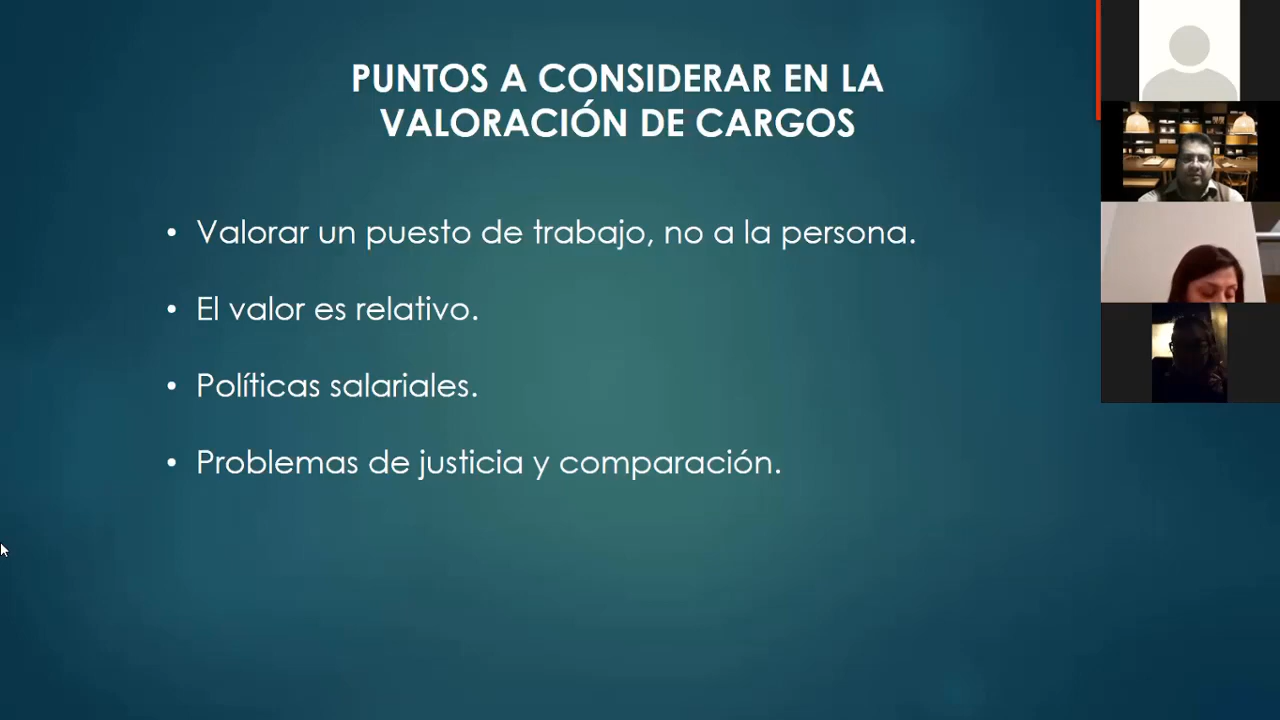 PUNTOS A CONSIDERAR EN LA
VALORACIÓN DE CARGOS
• Valorar un puesto de trabajo, no a la persona.
• El valor es relativo.
• Políticas salariales.
• Problemas de justicia y comparación.